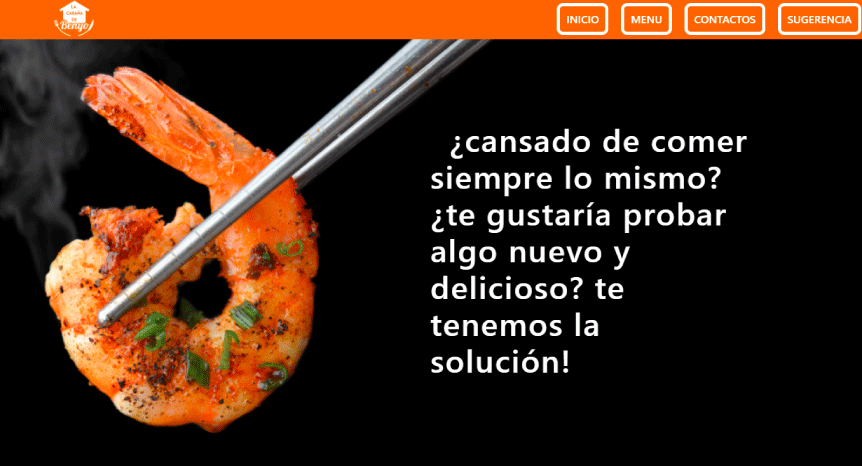 LA
CABAÑA
DE
Benyo
INICIO
MENU
CONTACTOS
SUGERENCIA
¿cansado de comer
siempre lo mismo?
¿te gustaría probar
algo nuevo y
delicioso? te
tenemos la
solución!